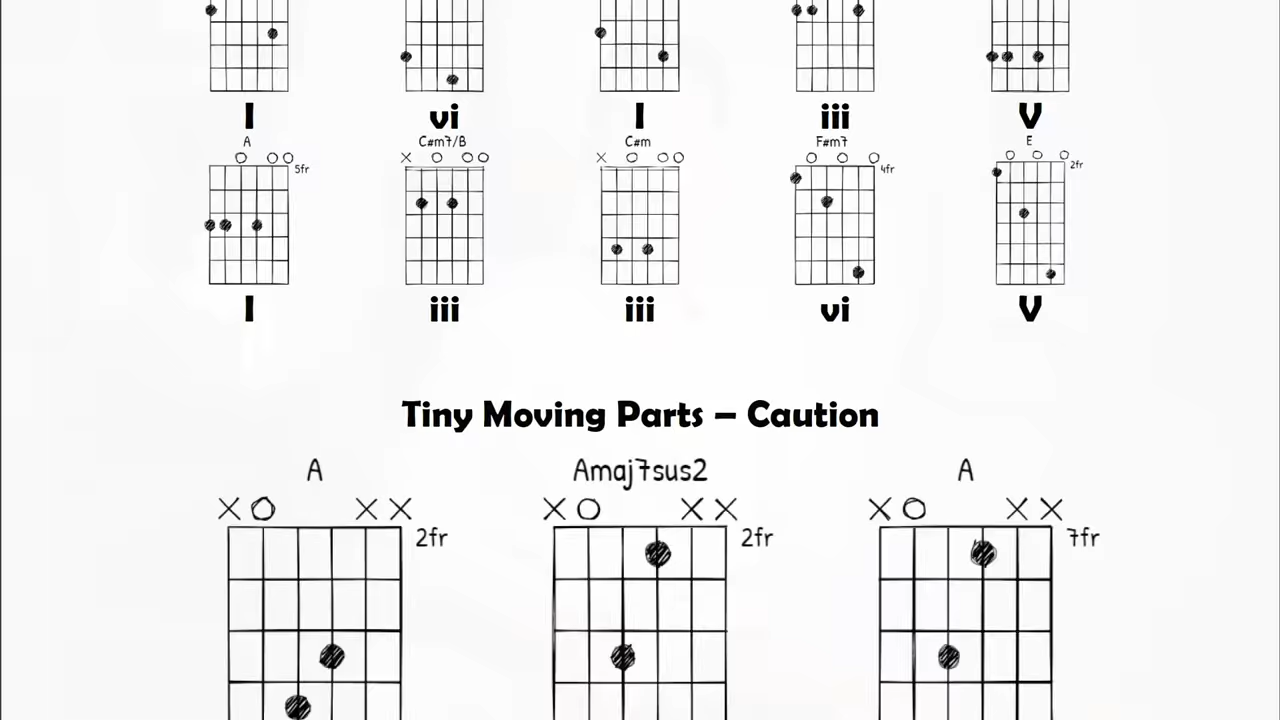 I vi I iii V
A C#m7/B C#m F#m7 E
X X
5fr 4fr 2fr
I iii iii vi V
Tiny Moving Parts – Caution
A Amaj7sus2 A
X O X X X O X X X O X X
2fr 2fr 7fr